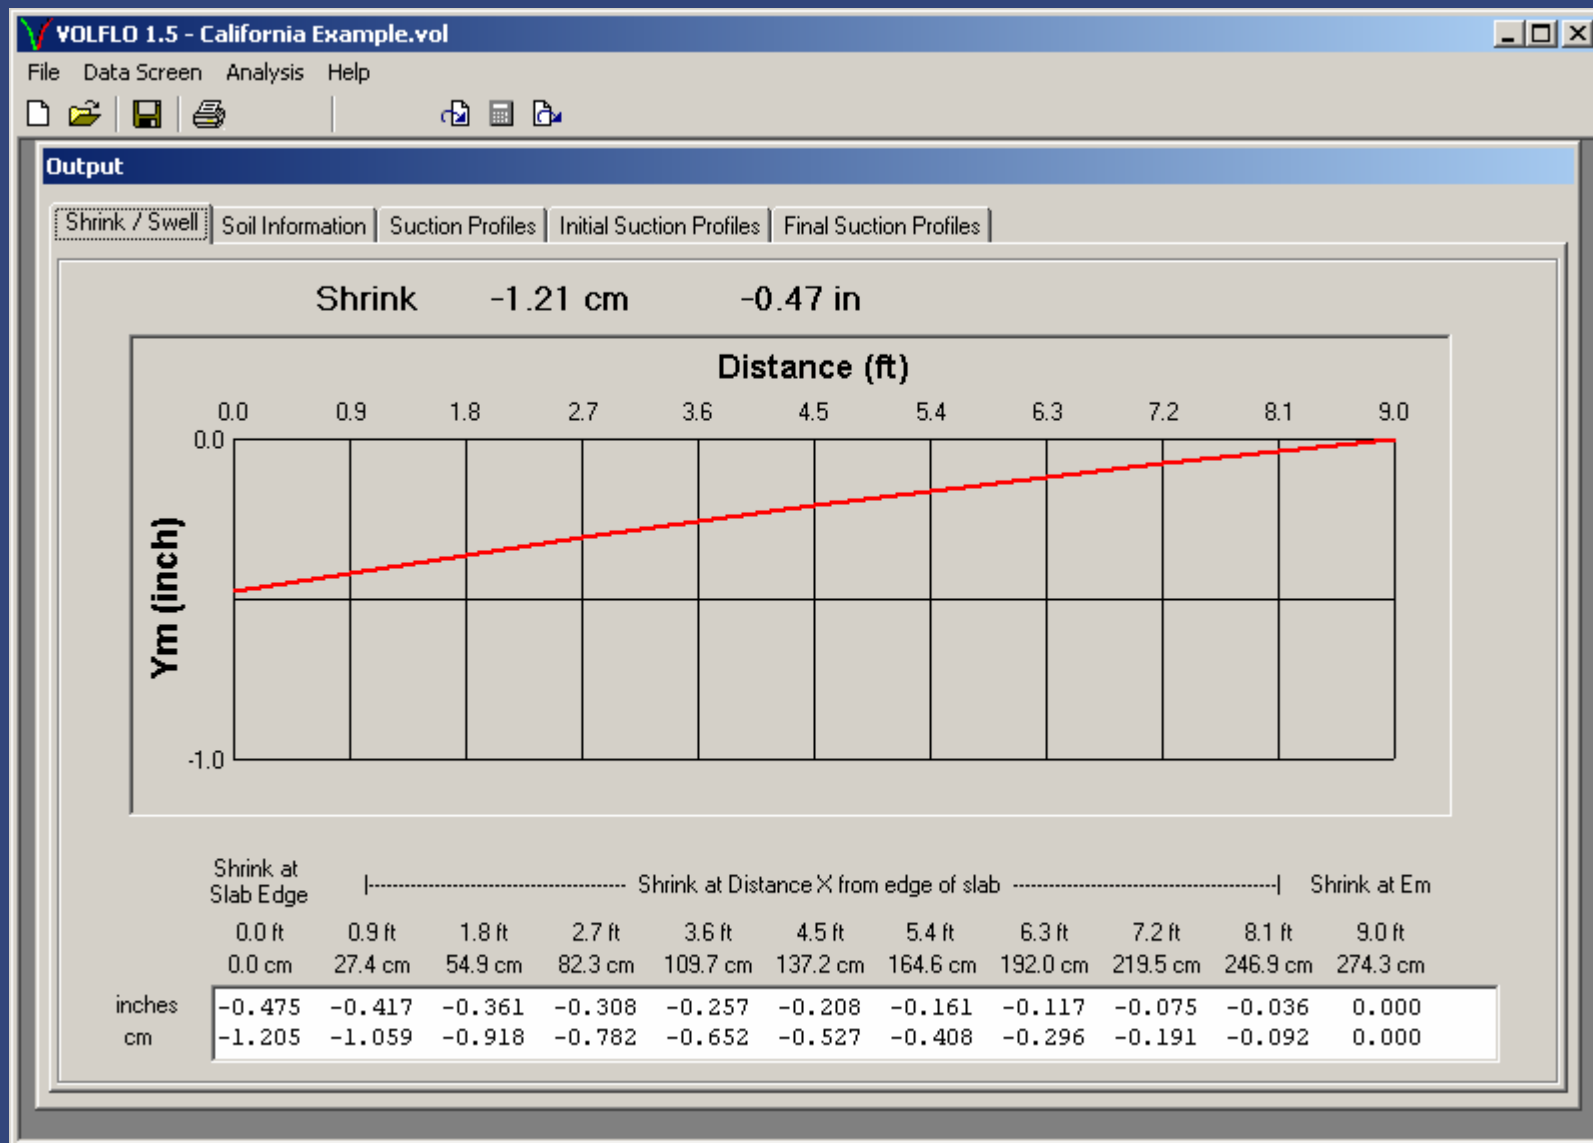 VOLFLO 1.5 - California Example.vol
File Data Screen Analysis Help
Output
Shrink / Swell Soil Information Suction Profiles Initial Suction Profiles Final Suction Profiles
Shrink -1.21 cm -0.47 in
Distance (ft)
0.0 0.9 1.8 2.7 3.6 4.5 5.4 6.3 7.2 8.1 9.0
0.0
Ym (inch)
-1.0
Shrink at
Slab Edge |------------------------------------ Shrink at Distance X from edge of slab ------------------------------------| Shrink at Em
0.0 ft 0.9 ft 1.8 ft 2.7 ft 3.6 ft 4.5 ft 5.4 ft 6.3 ft 7.2 ft 8.1 ft 9.0 ft
0.0 cm 27.4 cm 54.9 cm 82.3 cm 109.7 cm 137.2 cm 164.6 cm 192.0 cm 219.5 cm 246.9 cm 274.3 cm
inches -0.475 -0.417 -0.361 -0.308 -0.257 -0.208 -0.161 -0.117 -0.075 -0.036 0.000
cm -1.205 -1.059 -0.918 -0.782 -0.652 -0.527 -0.408 -0.296 -0.191 -0.092 0.000